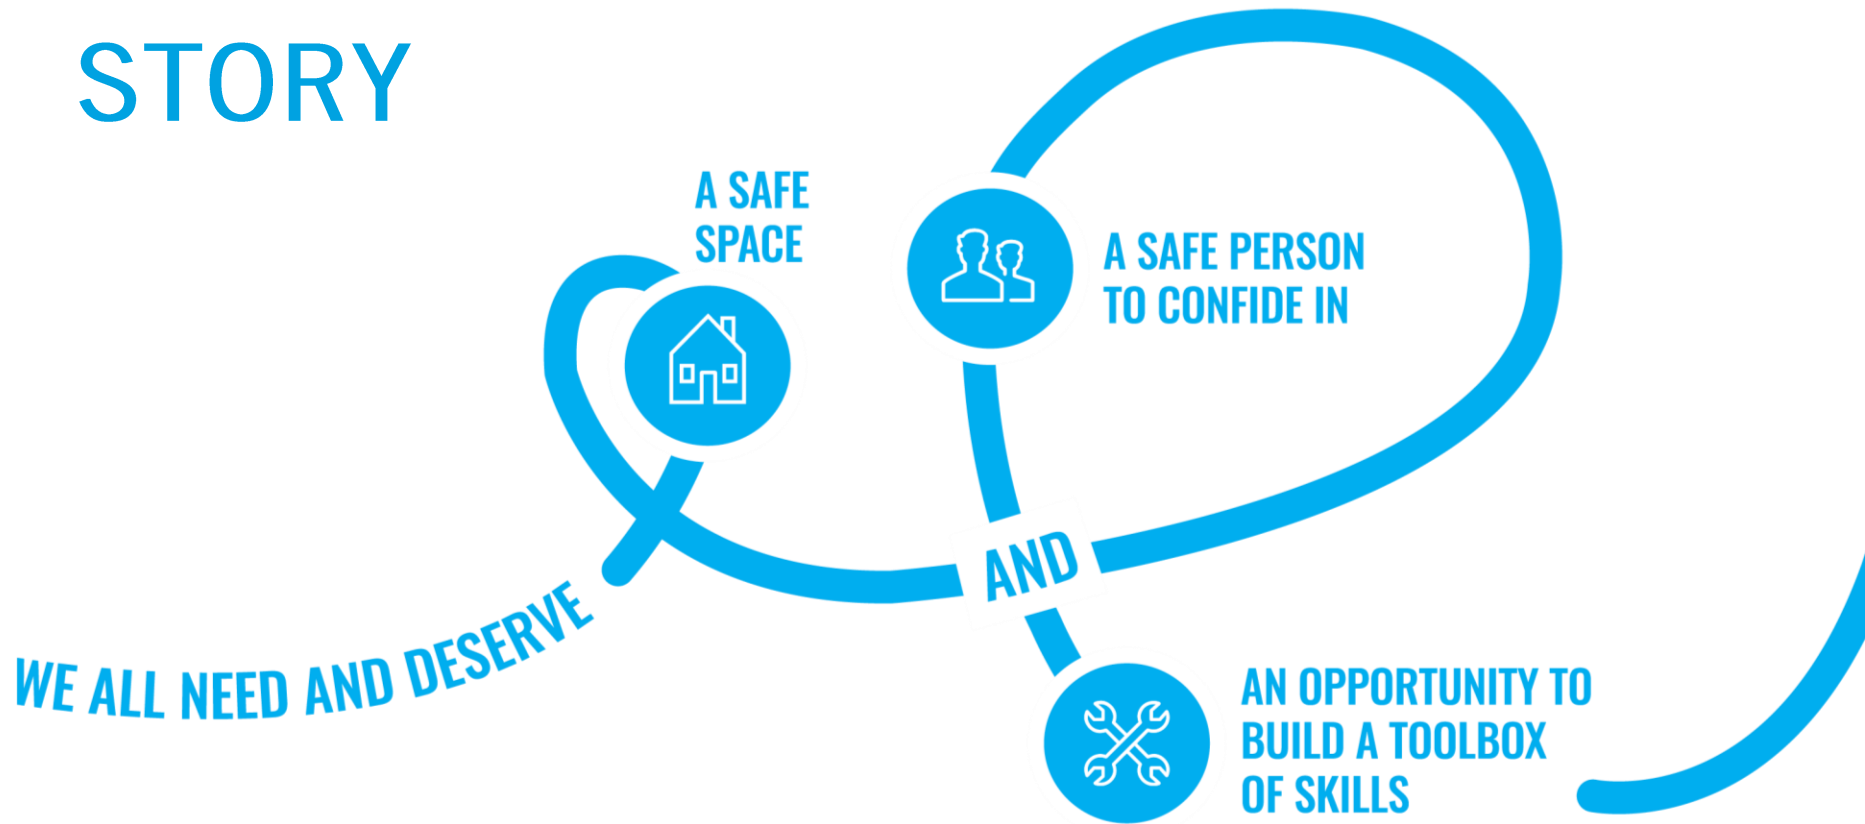 STORY
WE ALL NEED AND DESERVE
A SAFE
SPACE
A SAFE PERSON
TO CONFIDE IN
AND
AN OPPORTUNITY TO
BUILD A TOOLBOX
OF SKILLS